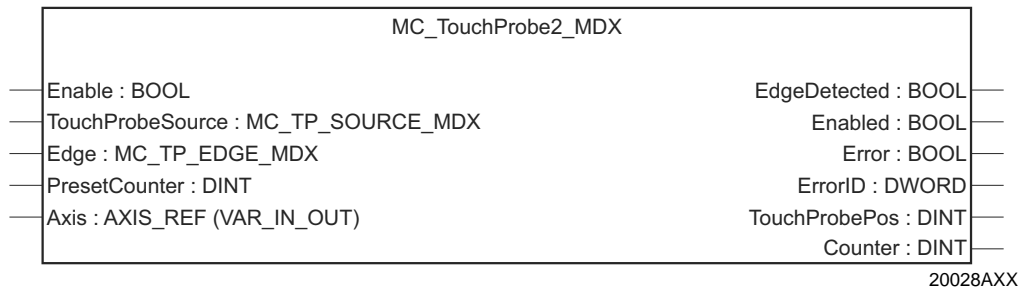 MC_TouchProbe2_MDX
Enable : BOOL
EdgeDetected : BOOL
TouchProbeSource : MC_TP_SOURCE_MDX
Enabled : BOOL
Edge : MC_TP_EDGE_MDX
Error : BOOL
PresetCounter : DINT
ErrorID : DWORD
Axis : AXIS_REF (VAR_IN_OUT)
TouchProbePos : DINT
Counter : DINT
20028AXX